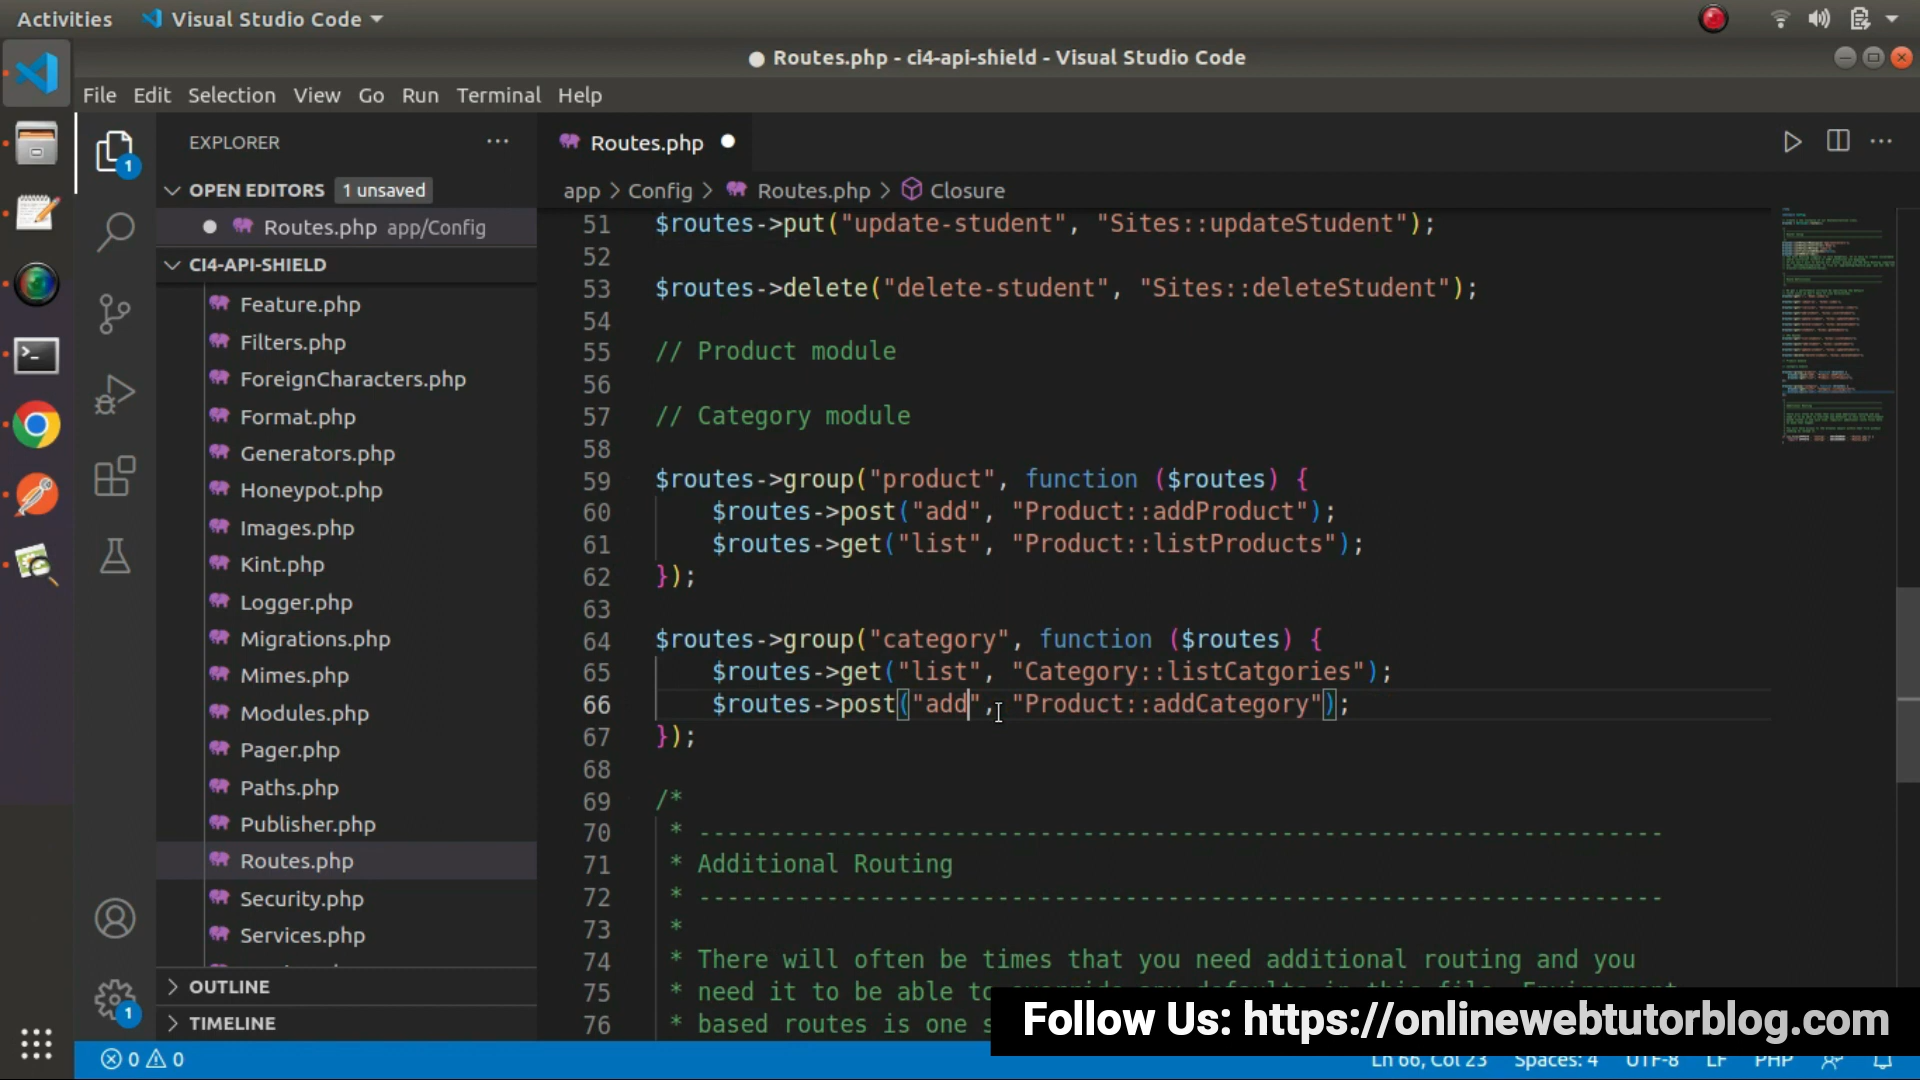 Activities
Visual Studio Code
Routes.php - ci4-api-shield - Visual Studio Code
File Edit Selection View Go Run Terminal Help
EXPLORER
OPEN EDITORS 1 unsaved
Routes.php app/Config
CI4-API-SHIELD
Feature.php
Filters.php
ForeignCharacters.php
Format.php
Generators.php
Honeypot.php
Images.php
Kint.php
Logger.php
Migrations.php
Mimes.php
Modules.php
Pager.php
Paths.php
Publisher.php
Routes.php
Security.php
Services.php
OUTLINE
TIMELINE
1
1
Routes.php
app > Config > Routes.php > Closure
51 $routes->put("update-student", "Sites::updateStudent");
52
53 $routes->delete("delete-student", "Sites::deleteStudent");
54
55 // Product module
56
57 // Category module
58
59 $routes->group("product", function ($routes) {
60 $routes->post("add", "Product::addProduct");
61 $routes->get("list", "Product::listProducts");
62 });
63
64 $routes->group("category", function ($routes) {
65 $routes->get("list", "Category::listCatgories");
66 $routes->post("add", "Product::addCategory");
67 });
68
69 /*
70 * --------------------------------------------------------------------
71 * Additional Routing
72 * --------------------------------------------------------------------
73 *
74 * There will often be times that you need additional routing and you
75 * need it to be able to
76 * based routes is one
Follow Us: https://onlinewebtutorblog.com
0 0
Ln 66, Col 23 Spaces: 4 UTF-8 LF PHP